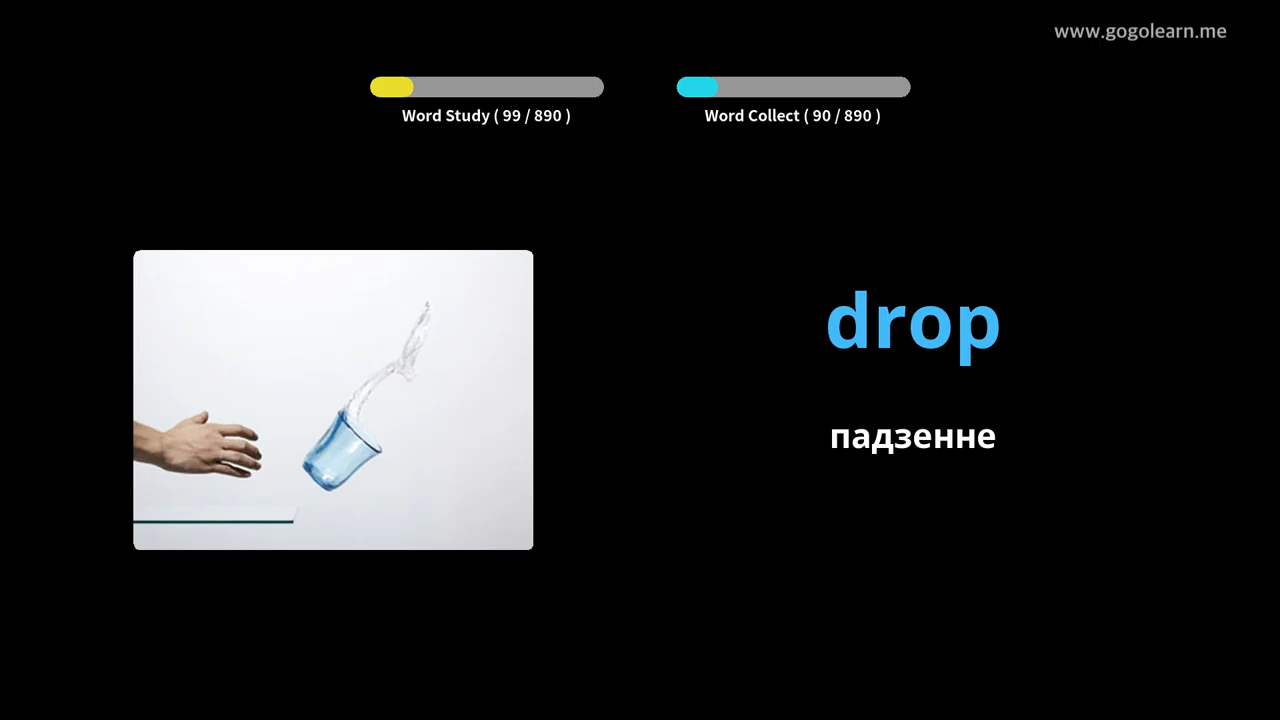 www.gogolearn.me
Word Study ( 99 / 890 )
Word Collect ( 90 / 890 )
drop
падзенне